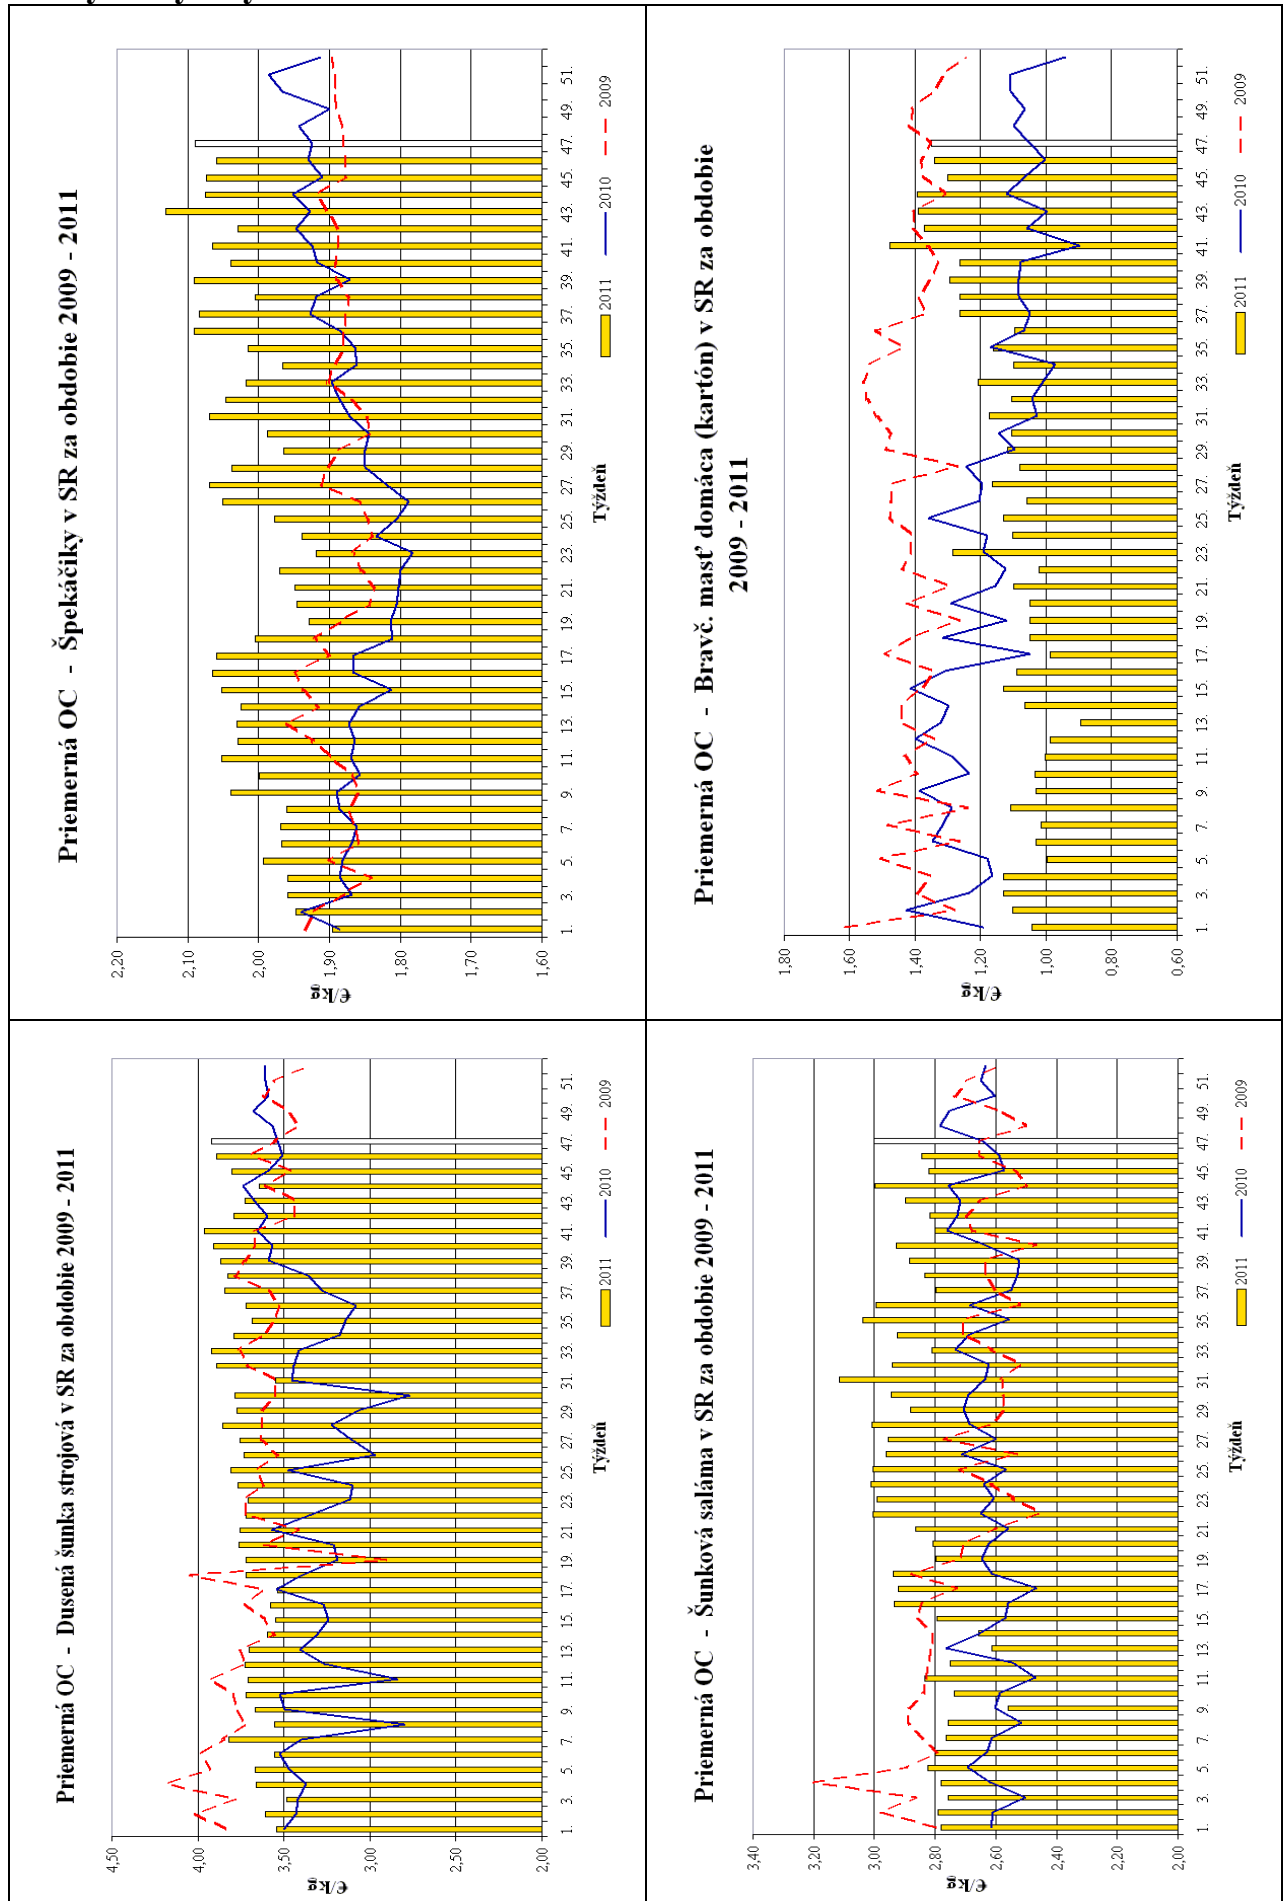 Priemerná OC - Dusená šunka strojová v SR za obdobie 2009 - 2011
€/kg
4,50
4,00
3,50
3,00
2,50
2,00
1. 3. 5. 7. 9. 11. 13. 15. 17. 19. 21. 23. 25. 27. 29. 31. 33. 35. 37. 39. 41. 43. 45. 47. 49. 51.
Týždeň
2011 2010 2009
Priemerná OC - Špekáčiky v SR za obdobie 2009 - 2011
€/kg
2,20
2,10
2,00
1,90
1,80
1,70
1,60
1. 3. 5. 7. 9. 11. 13. 15. 17. 19. 21. 23. 25. 27. 29. 31. 33. 35. 37. 39. 41. 43. 45. 47. 49. 51.
Týždeň
2011 2010 2009
Priemerná OC - Šunková saláma v SR za obdobie 2009 - 2011
€/kg
3,40
3,20
3,00
2,80
2,60
2,40
2,20
2,00
1. 3. 5. 7. 9. 11. 13. 15. 17. 19. 21. 23. 25. 27. 29. 31. 33. 35. 37. 39. 41. 43. 45. 47. 49. 51.
Týždeň
2011 2010 2009
Priemerná OC - Bravč. masť domáca (kartón) v SR za obdobie
2009 - 2011
€/kg
1,80
1,60
1,40
1,20
1,00
0,80
0,60
1. 3. 5. 7. 9. 11. 13. 15. 17. 19. 21. 23. 25. 27. 29. 31. 33. 35. 37. 39. 41. 43. 45. 47. 49. 51.
Týždeň
2011 2010 2009